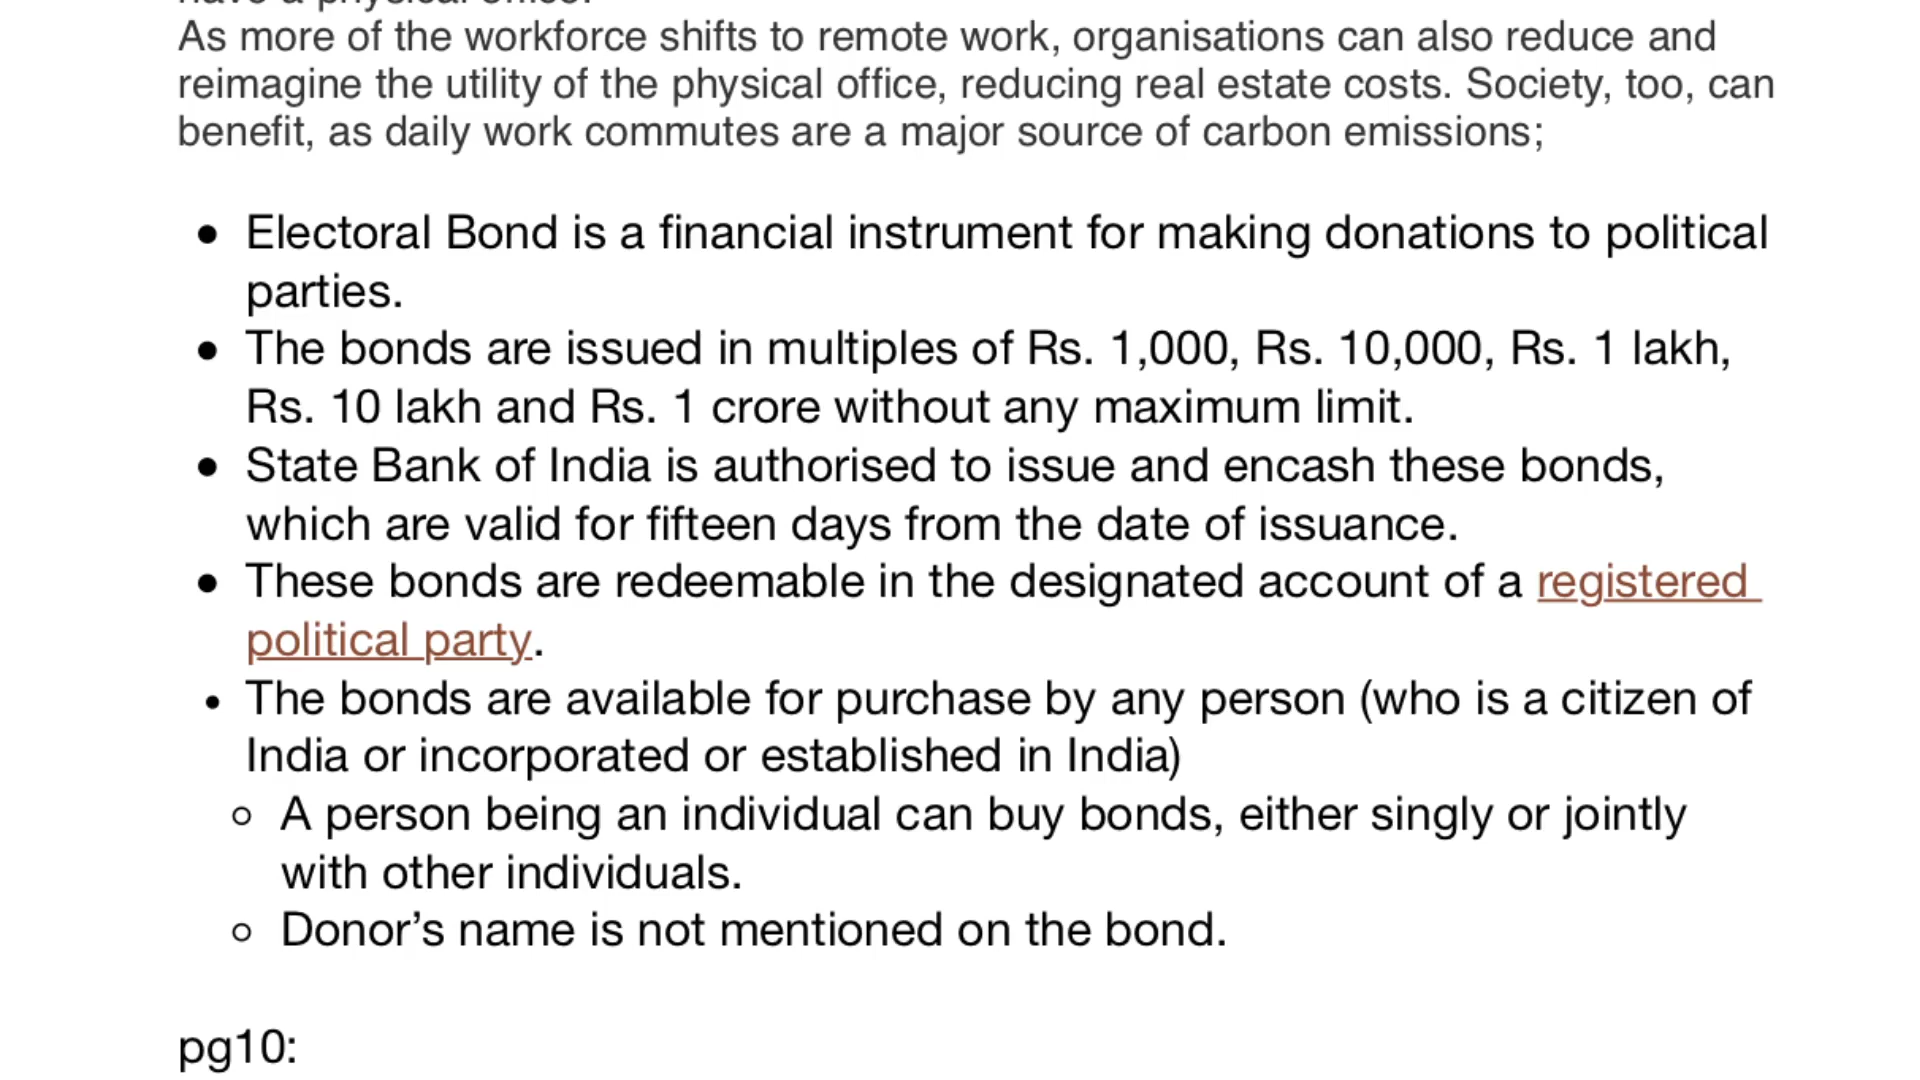 have a physical office.
As more of the workforce shifts to remote work, organisations can also reduce and
reimagine the utility of the physical office, reducing real estate costs. Society, too, can
benefit, as daily work commutes are a major source of carbon emissions;
● Electoral Bond is a financial instrument for making donations to political
parties.
● The bonds are issued in multiples of Rs. 1,000, Rs. 10,000, Rs. 1 lakh,
Rs. 10 lakh and Rs. 1 crore without any maximum limit.
● State Bank of India is authorised to issue and encash these bonds,
which are valid for fifteen days from the date of issuance.
● These bonds are redeemable in the designated account of a registered
political party.
• The bonds are available for purchase by any person (who is a citizen of
India or incorporated or established in India)
○ A person being an individual can buy bonds, either singly or jointly
with other individuals.
○ Donor’s name is not mentioned on the bond.
pg10: